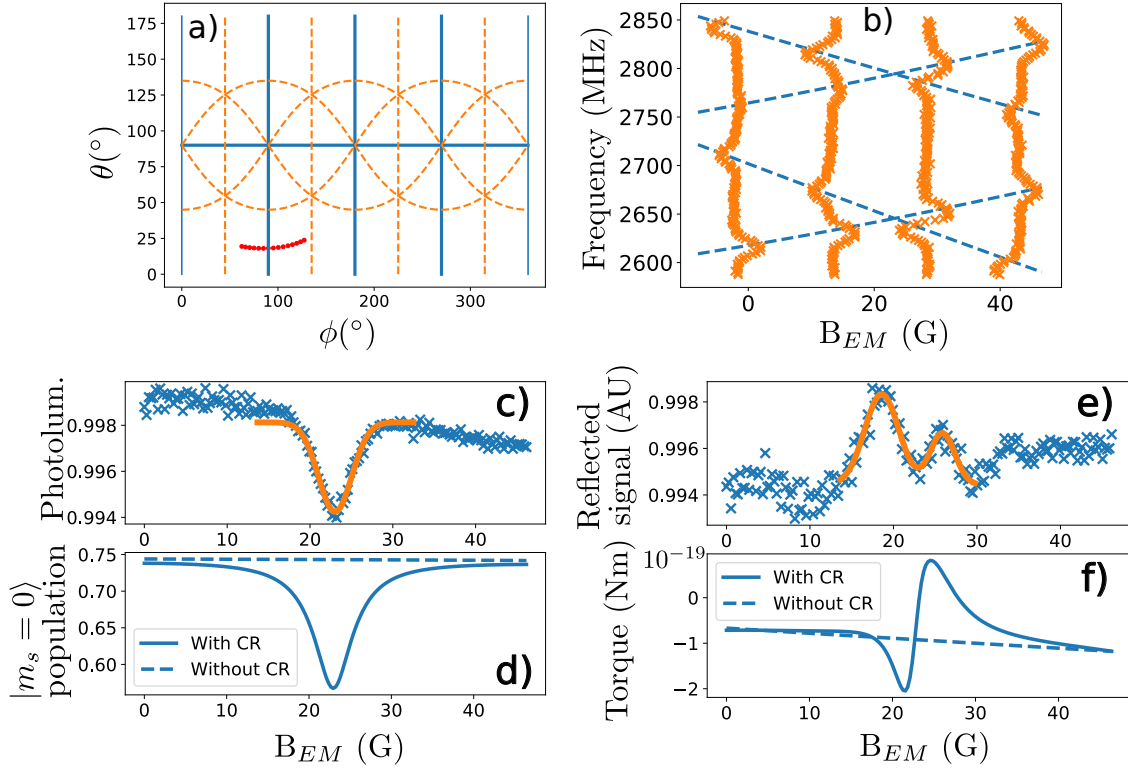 a)
175
150
125
100
75
50
25
0
θ(°)
0
100
200
300
ϕ(°)
b)
2850
2800
2750
2700
2650
2600
Frequency (MHz)
0
20
40
B_EM (G)
c)
0.998
0.996
0.994
Photolum.
0
10
20
30
40
d)
0.75
0.70
0.65
0.60
|m_s = 0⟩
population
With CR
Without CR
0
10
20
30
40
B_EM (G)
e)
0.998
0.996
0.994
Reflected
signal (AU)
0
10
20
30
40
f)
10^−19
0
−1
−2
Torque (Nm)
With CR
Without CR
0
10
20
30
40
B_EM (G)